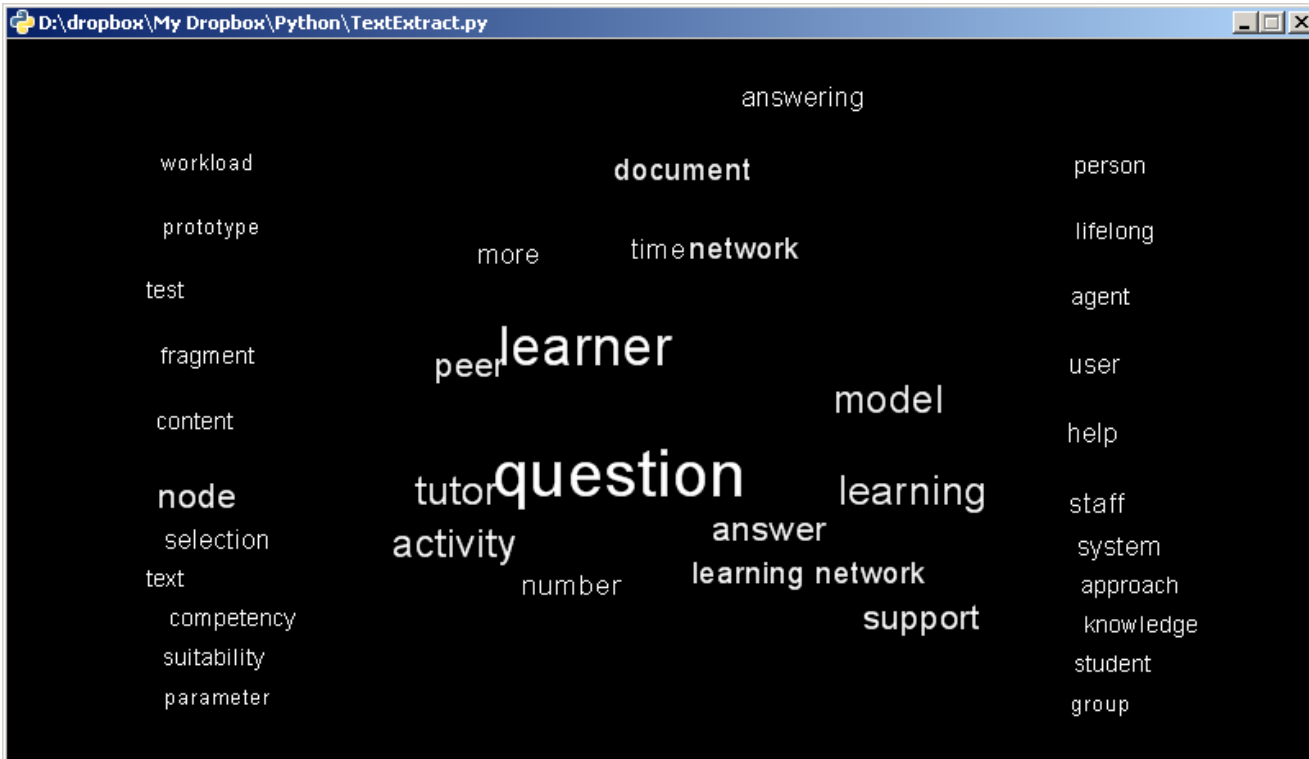 D:\dropbox\My Dropbox\Python\TextExtract.py
answering
workload
document
person
prototype
lifelong
more
time
network
test
agent
learner
fragment
peer
user
model
content
help
question
tutor
learning
node
staff
answer
selection
activity
system
learning network
text
number
approach
competency
support
knowledge
suitability
student
parameter
group